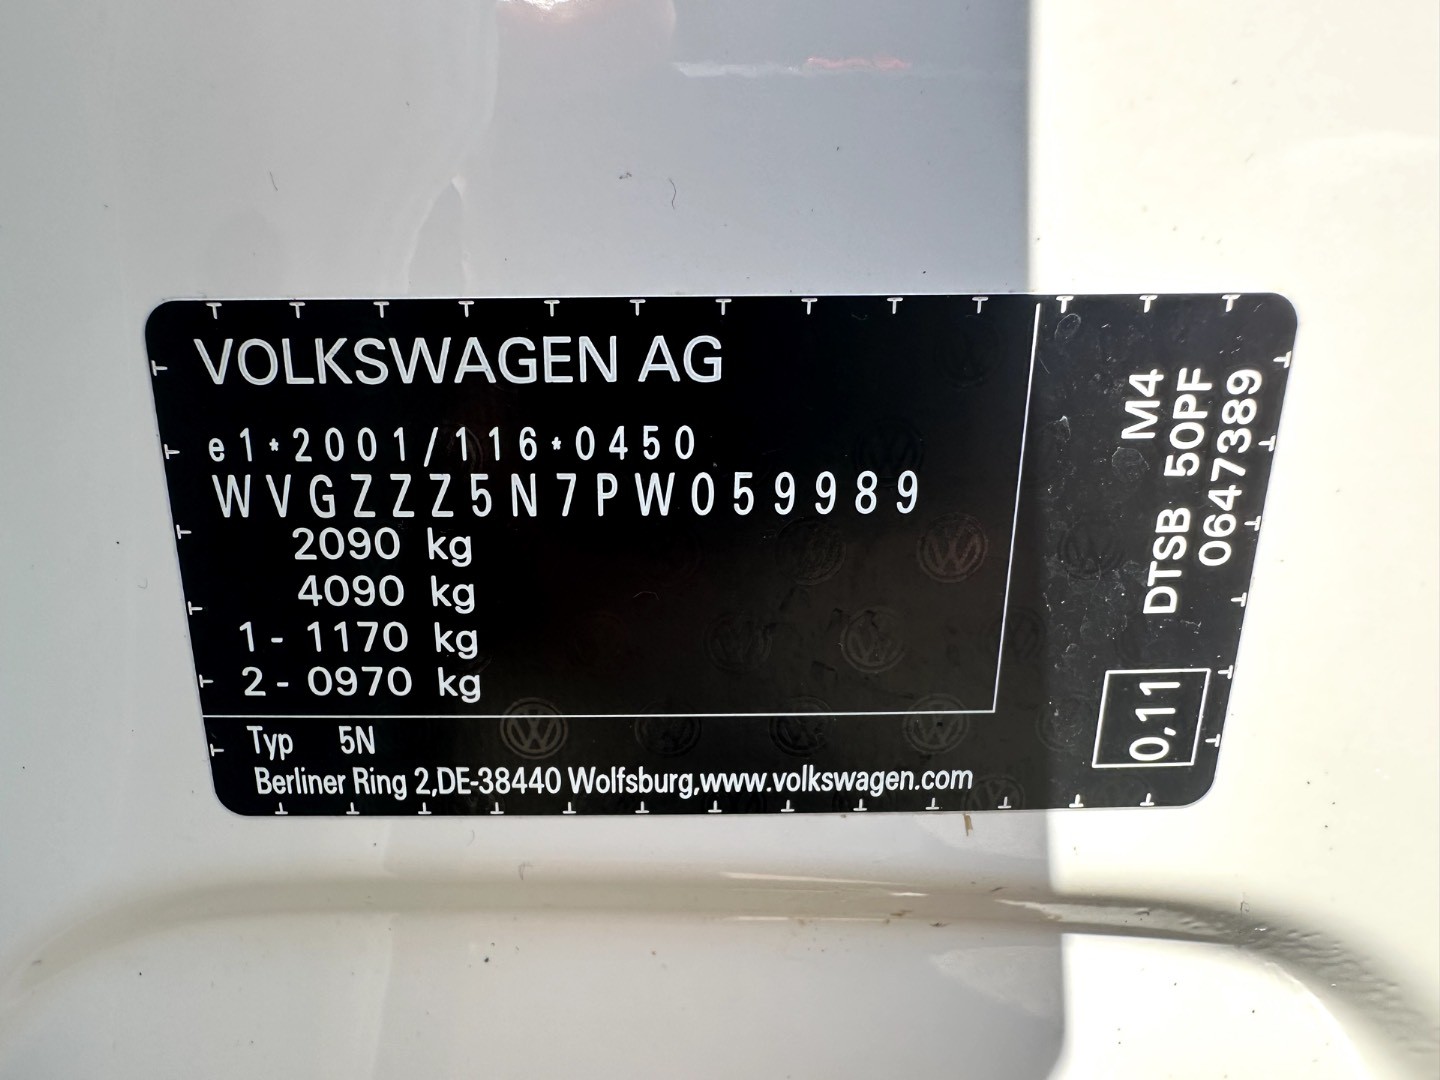 VOLKSWAGEN AG
e1*2001/116*0450
WVGZZZ5N7PW059989
2090 kg
4090 kg
1- 1170 kg
2- 0970 kg
Typ 5N
Berliner Ring 2,DE-38440 Wolfsburg,www.volkswagen.com
M4
DTSB 50PF
0647389
0,11